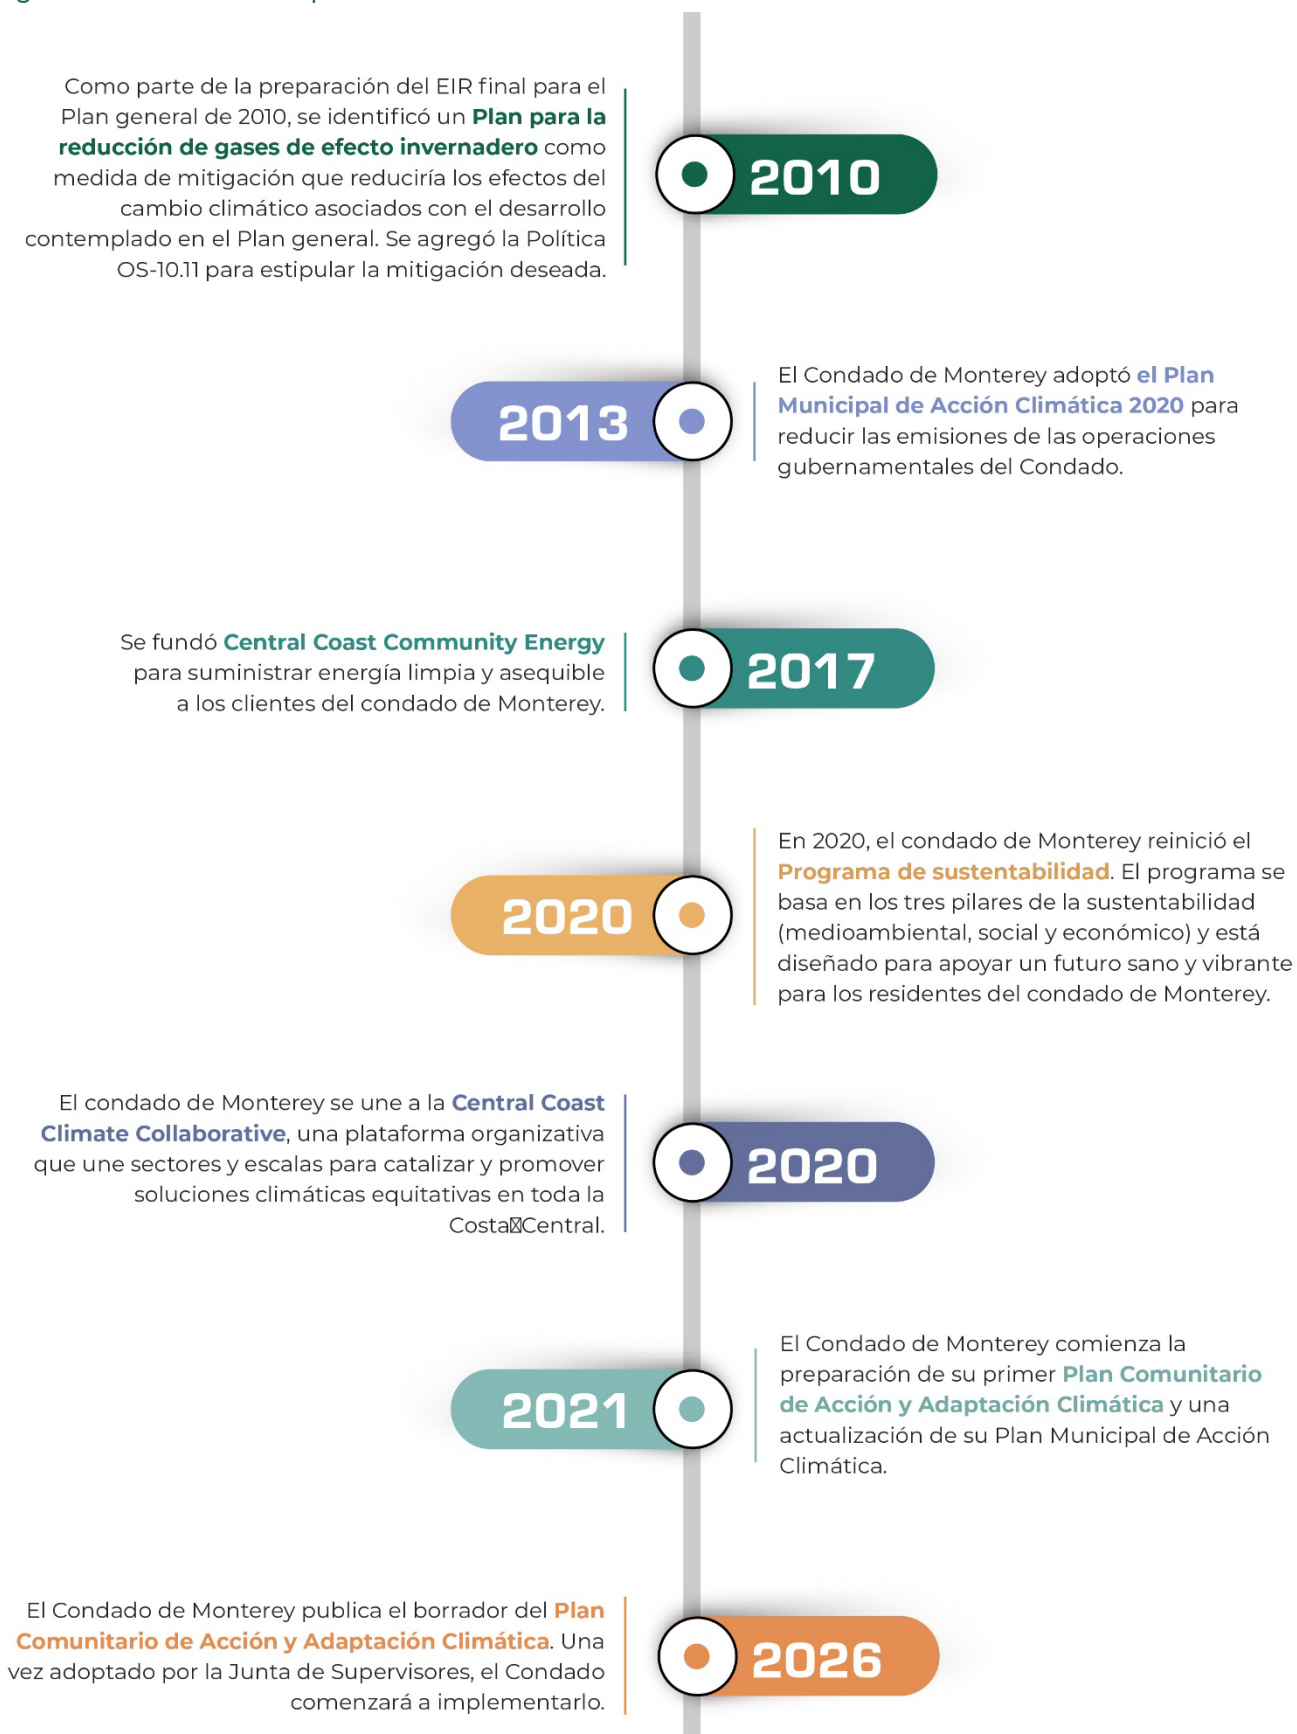 Como parte de la preparación del EIR final para el
Plan general de 2010, se identificó un Plan para la
reducción de gases de efecto invernadero como
medida de mitigación que reduciría los efectos del
cambio climático asociados con el desarrollo
contemplado en el Plan general. Se agregó la Política
OS-10.11 para estipular la mitigación deseada.
2010
2013
El Condado de Monterey adoptó el Plan
Municipal de Acción Climática 2020 para
reducir las emisiones de las operaciones
gubernamentales del Condado.
Se fundó Central Coast Community Energy
para suministrar energía limpia y asequible
a los clientes del condado de Monterey.
2017
2020
En 2020, el condado de Monterey reinició el
Programa de sustentabilidad. El programa se
basa en los tres pilares de la sustentabilidad
(medioambiental, social y económico) y está
diseñado para apoyar un futuro sano y vibrante
para los residentes del condado de Monterey.
El condado de Monterey se une a la Central Coast
Climate Collaborative, una plataforma organizativa
que une sectores y escalas para catalizar y promover
soluciones climáticas equitativas en toda la
Costa Central.
2020
2021
El Condado de Monterey comienza la
preparación de su primer Plan Comunitario
de Acción y Adaptación Climática y una
actualización de su Plan Municipal de Acción
Climática.
El Condado de Monterey publica el borrador del Plan
Comunitario de Acción y Adaptación Climática. Una
vez adoptado por la Junta de Supervisores, el Condado
comenzará a implementarlo.
2026